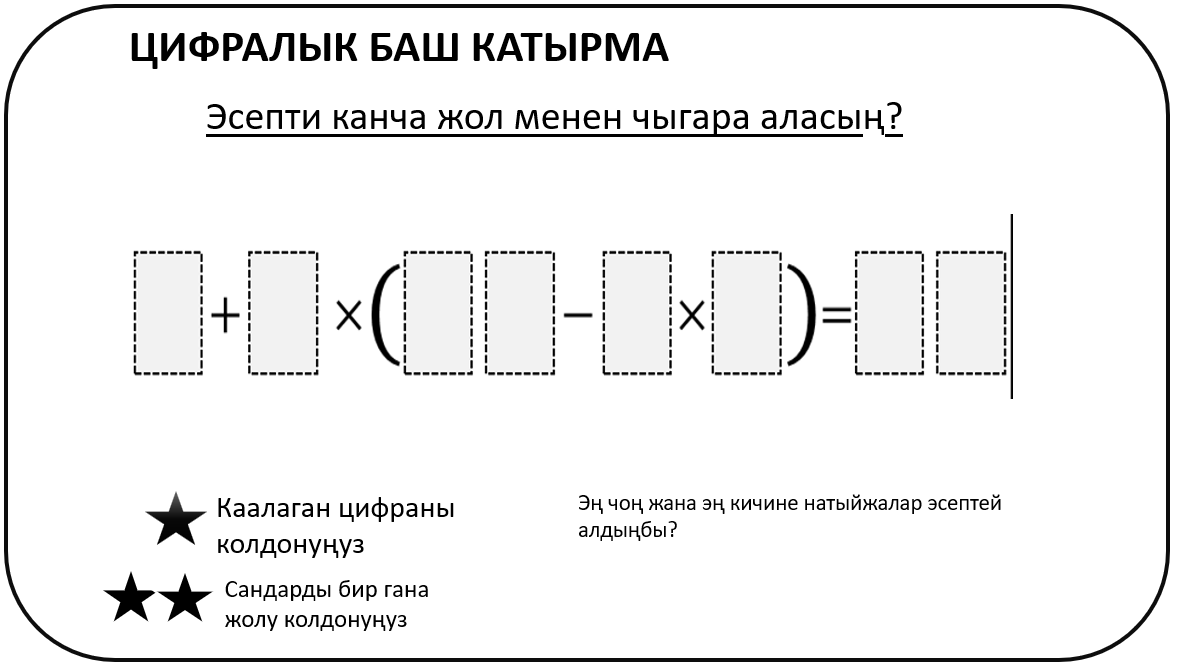 ЦИФРАЛЫК БАШ КАТЫРМА
Эсепти канча жол менен чыгара аласың?
+ × ( − × ) =
Каалаган цифраны
колдонуңуз
Эң чоң жана эң кичине натыйжалар эсептей
алдыңбы?
Сандарды бир гана
жолу колдонуңуз